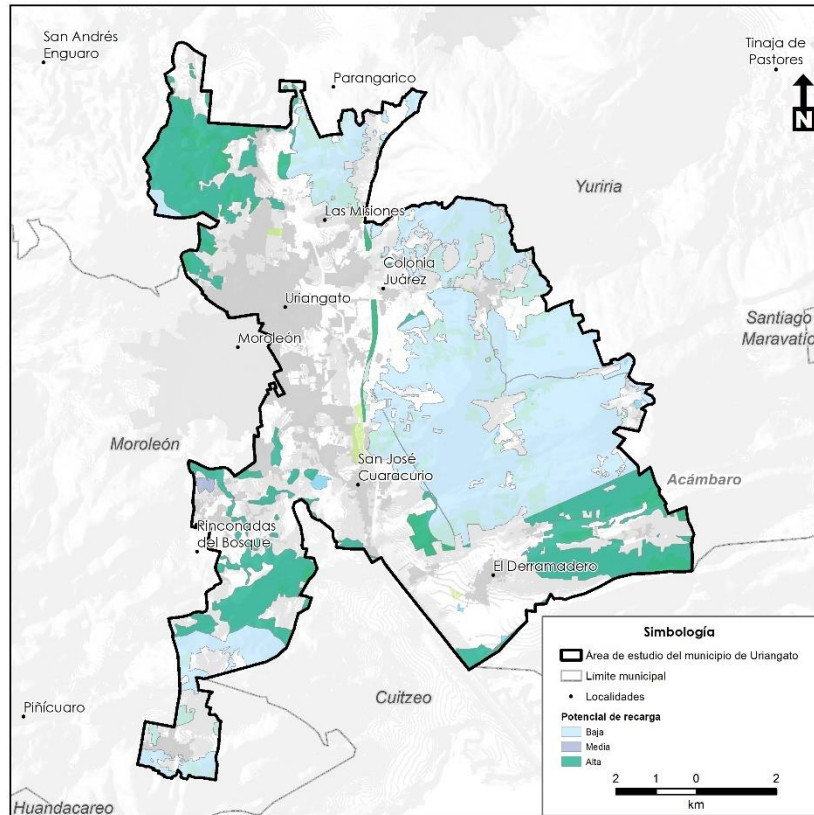 San Andrés
Enguaro
Tinaja de
Pastores
Parangarico
N
Yuriria
Las Misiones
Colonia
Juárez
Uriangato
Santiago
Maravatío
Moroleón
Moroleón
San José
Cuaracurio
Acámbaro
Rinconadas
del Bosque
El Derramadero
Simbología
Área de estudio del municipio de Uriangato
Límite municipal
Localidades
Cuitzeo
Piñícuaro
Potencial de recarga
Baja
Media
Alta
2 1 0 2
km
Huandacareo